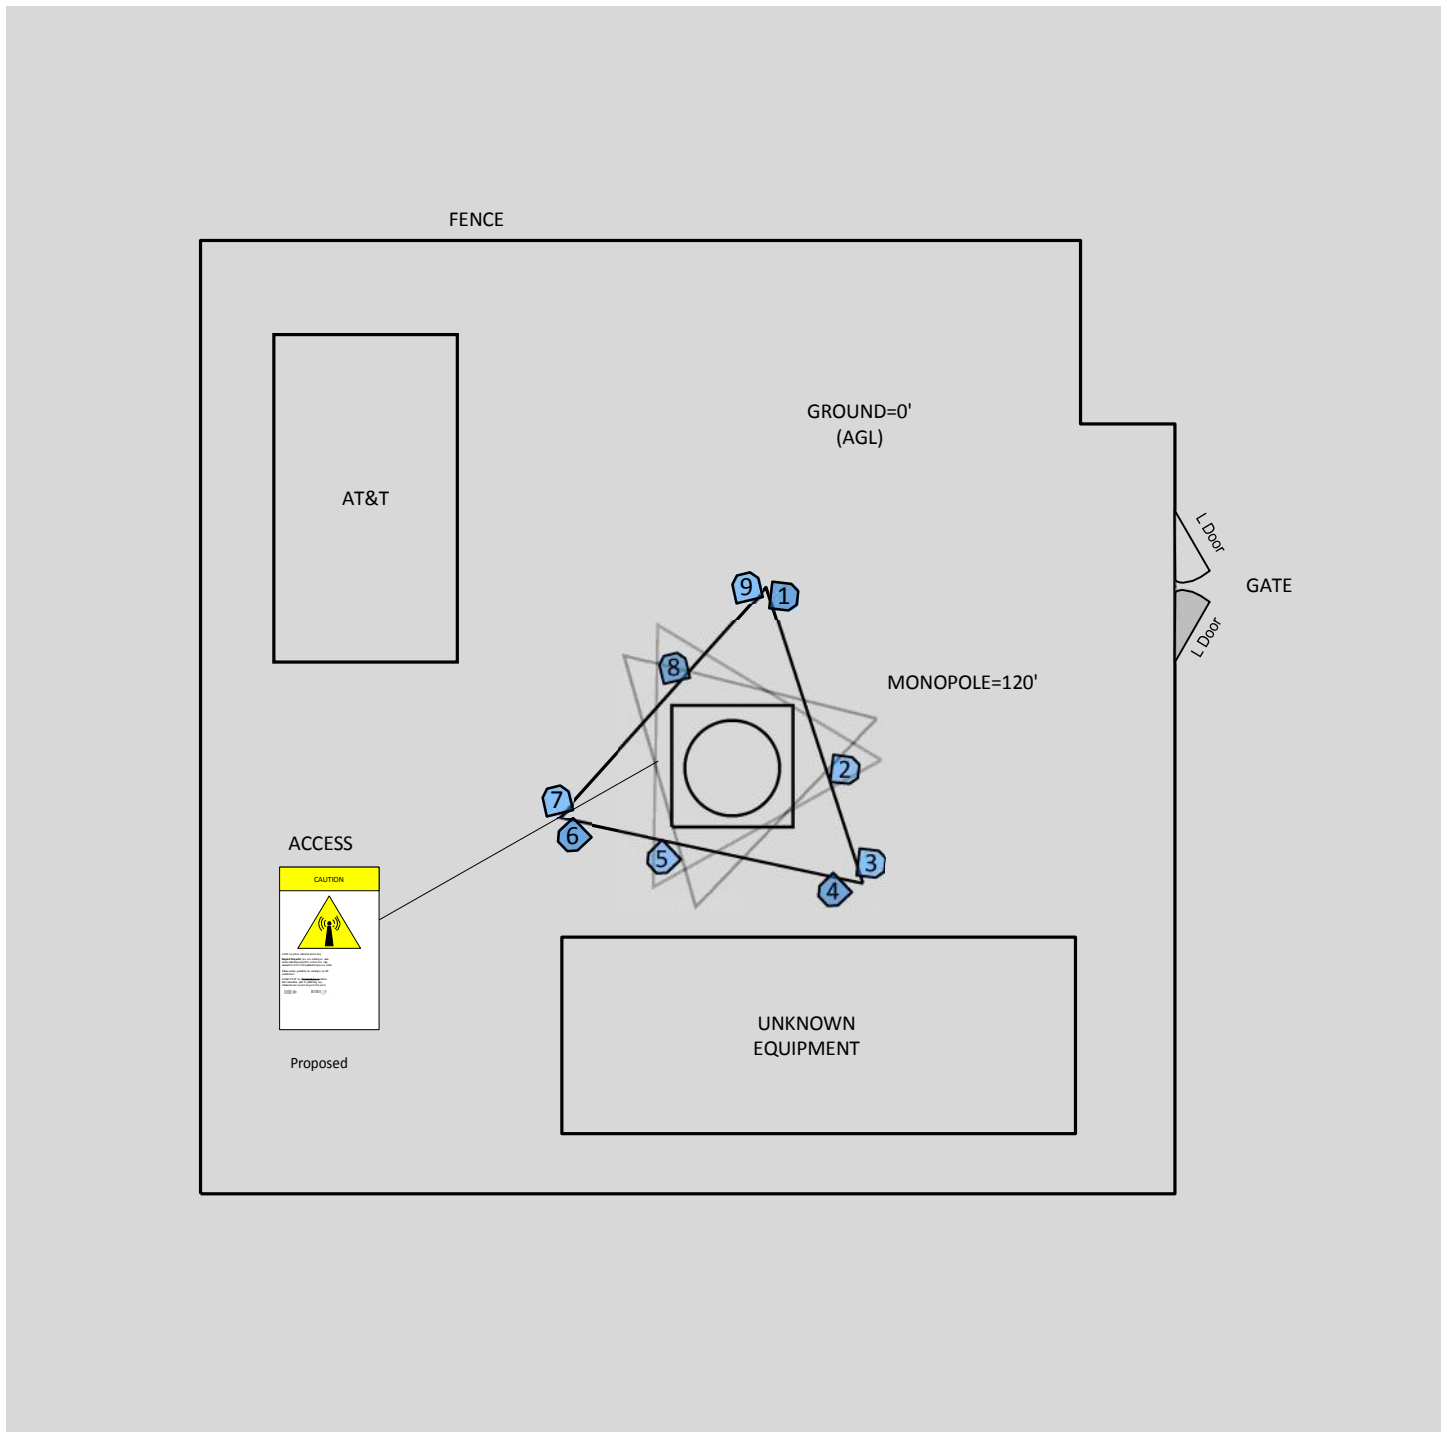 FENCE
GROUND=0'
(AGL)
AT&T
L Door
GATE
L Door
9
1
8
MONOPOLE=120'
2
7
6
5
3
4
ACCESS
CAUTION
UNKNOWN
EQUIPMENT
Proposed